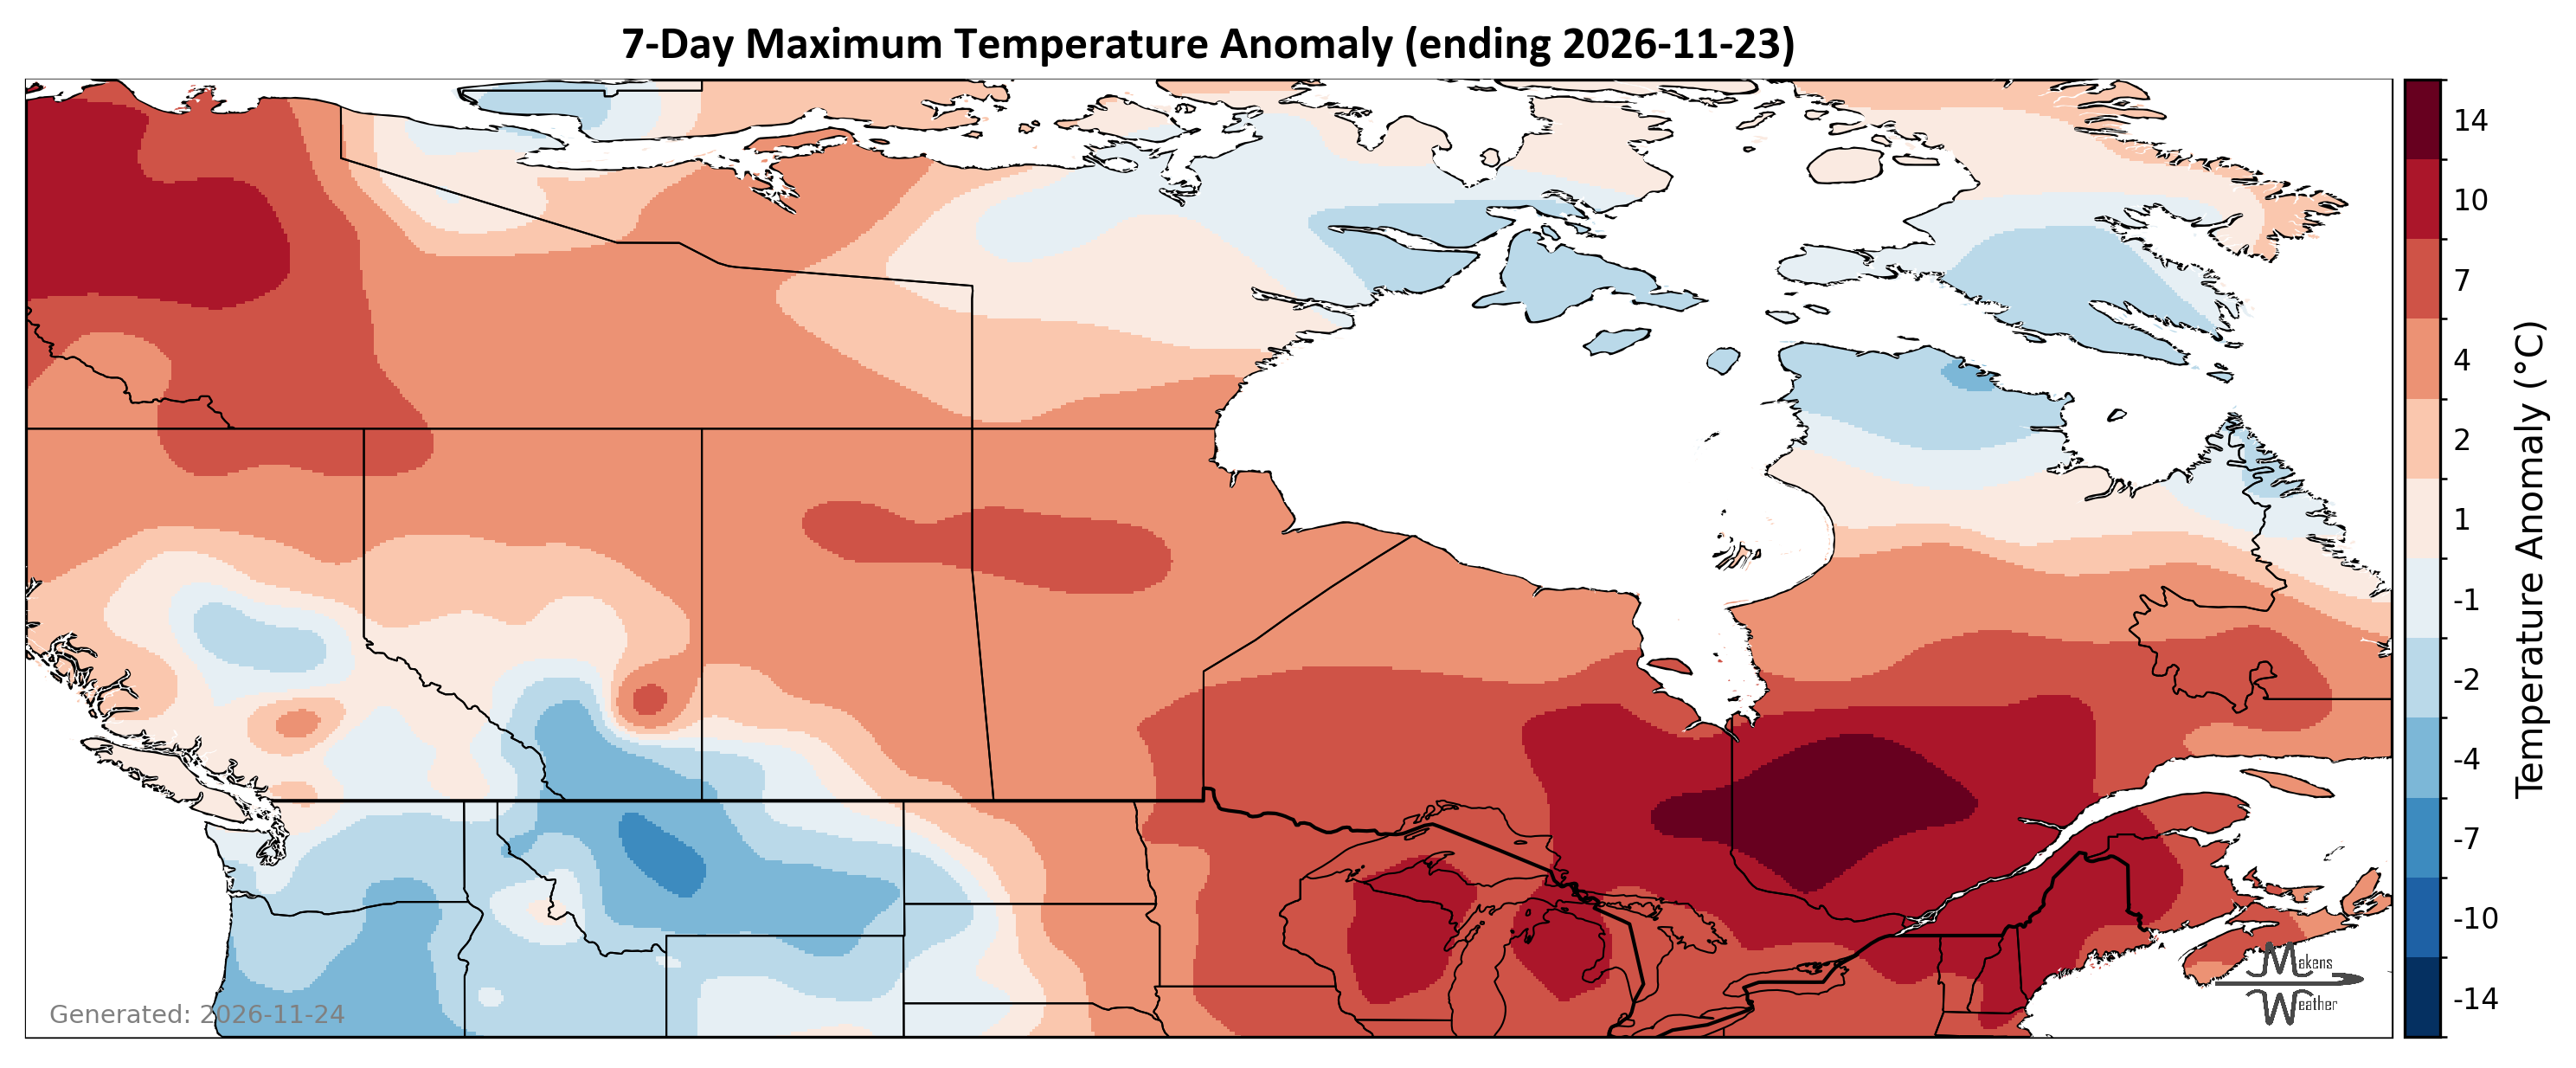 7-Day Maximum Temperature Anomaly (ending 2026-11-23)
14
10
7
4
2
1
-1
-2
-4
-7
-10
-14
Temperature Anomaly (°C)
Makens
Weather
Generated: 2026-11-24